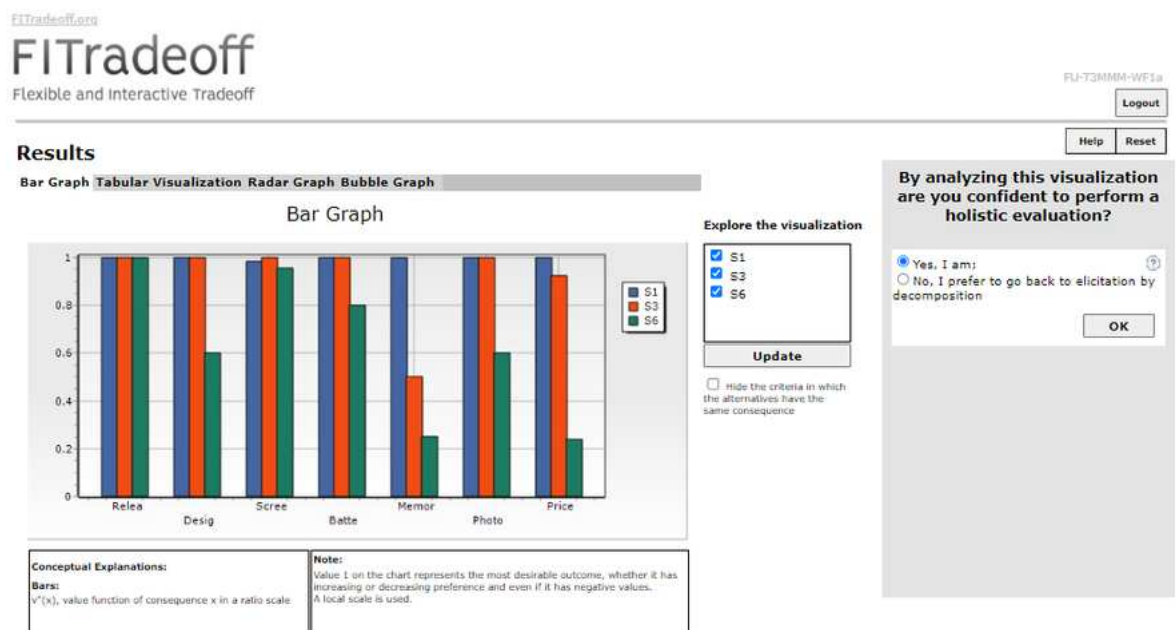 FITradeoff.org
FITradeoff
Flexible and Interactive Tradeoff
FU-T3MMM-WF1a
Logout
Help Reset
Results
Bar Graph Tabular Visualization Radar Graph Bubble Graph
Bar Graph
1
0.8
0.6
0.4
0.2
0
Relea
Desig
Scree
Batte
Memor
Photo
Price
S1
S3
S6
Explore the visualization
S1
S3
S6
Update
Hide the criteria in which
the alternatives have the
same consequence
By analyzing this visualization
are you confident to perform a
holistic evaluation?
Yes, I am;
?
No, I prefer to go back to elicitation by
decomposition
OK
Conceptual Explanations:
Bars:
v"(x), value function of consequence x in a ratio scale
Note:
Value 1 on the chart represents the most desirable outcome, whether it has
increasing or decreasing preference and even if it has negative values.
A local scale is used.